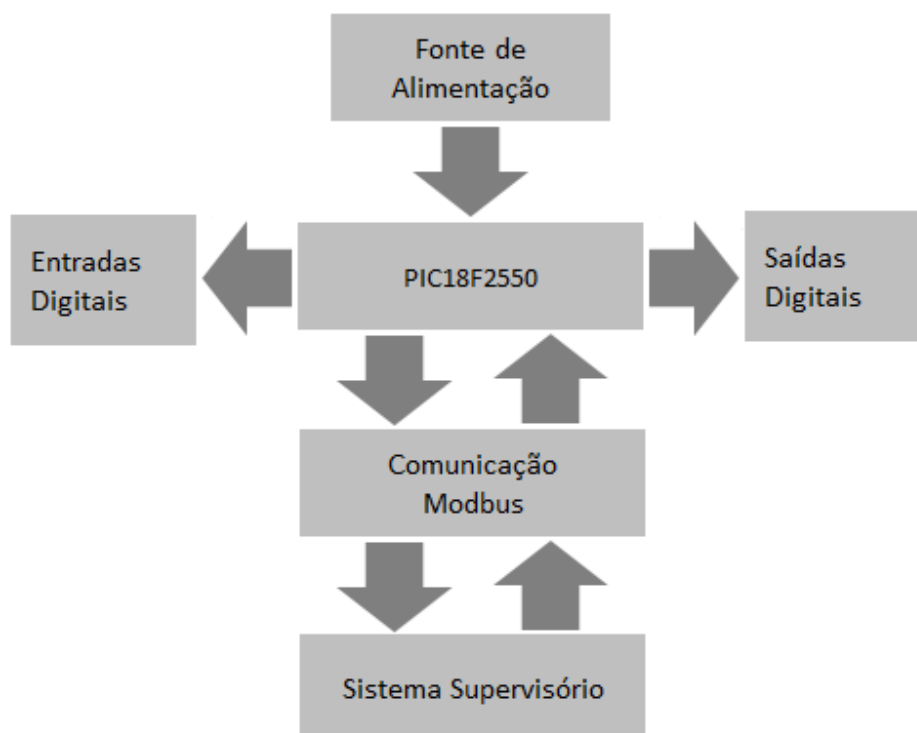 Fonte de
Alimentação
Entradas
Digitais
PIC18F2550
Saídas
Digitais
Comunicação
Modbus
Sistema Supervisório